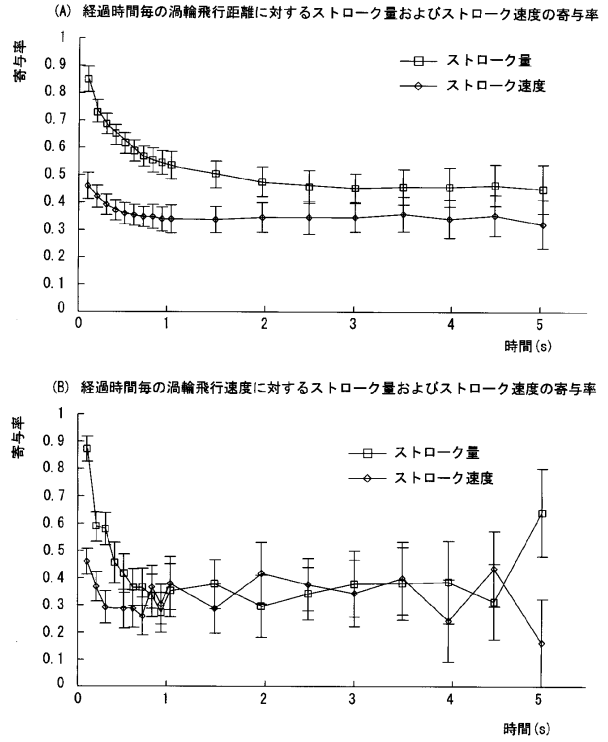 (A) 経過時間毎の渦輪飛行距離に対するストローク量およびストローク速度の寄与率
寄与率
1
0.9
0.8
0.7
0.6
0.5
0.4
0.3
0.2
0.1
0
ストローク量
ストローク速度
0 1 2 3 4 5
時間(s)
(B) 経過時間毎の渦輪飛行速度に対するストローク量およびストローク速度の寄与率
寄与率
1
0.9
0.8
0.7
0.6
0.5
0.4
0.3
0.2
0.1
0
ストローク量
ストローク速度
0 1 2 3 4 5
時間(s)